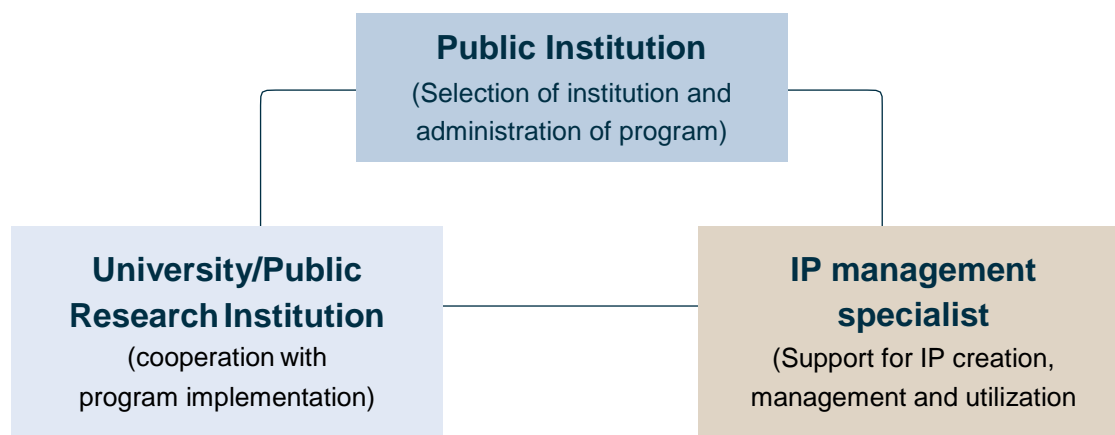 Public Institution
(Selection of institution and
administration of program)
University/Public
Research Institution
(cooperation with
program implementation)
IP management
specialist
(Support for IP creation,
management and utilization